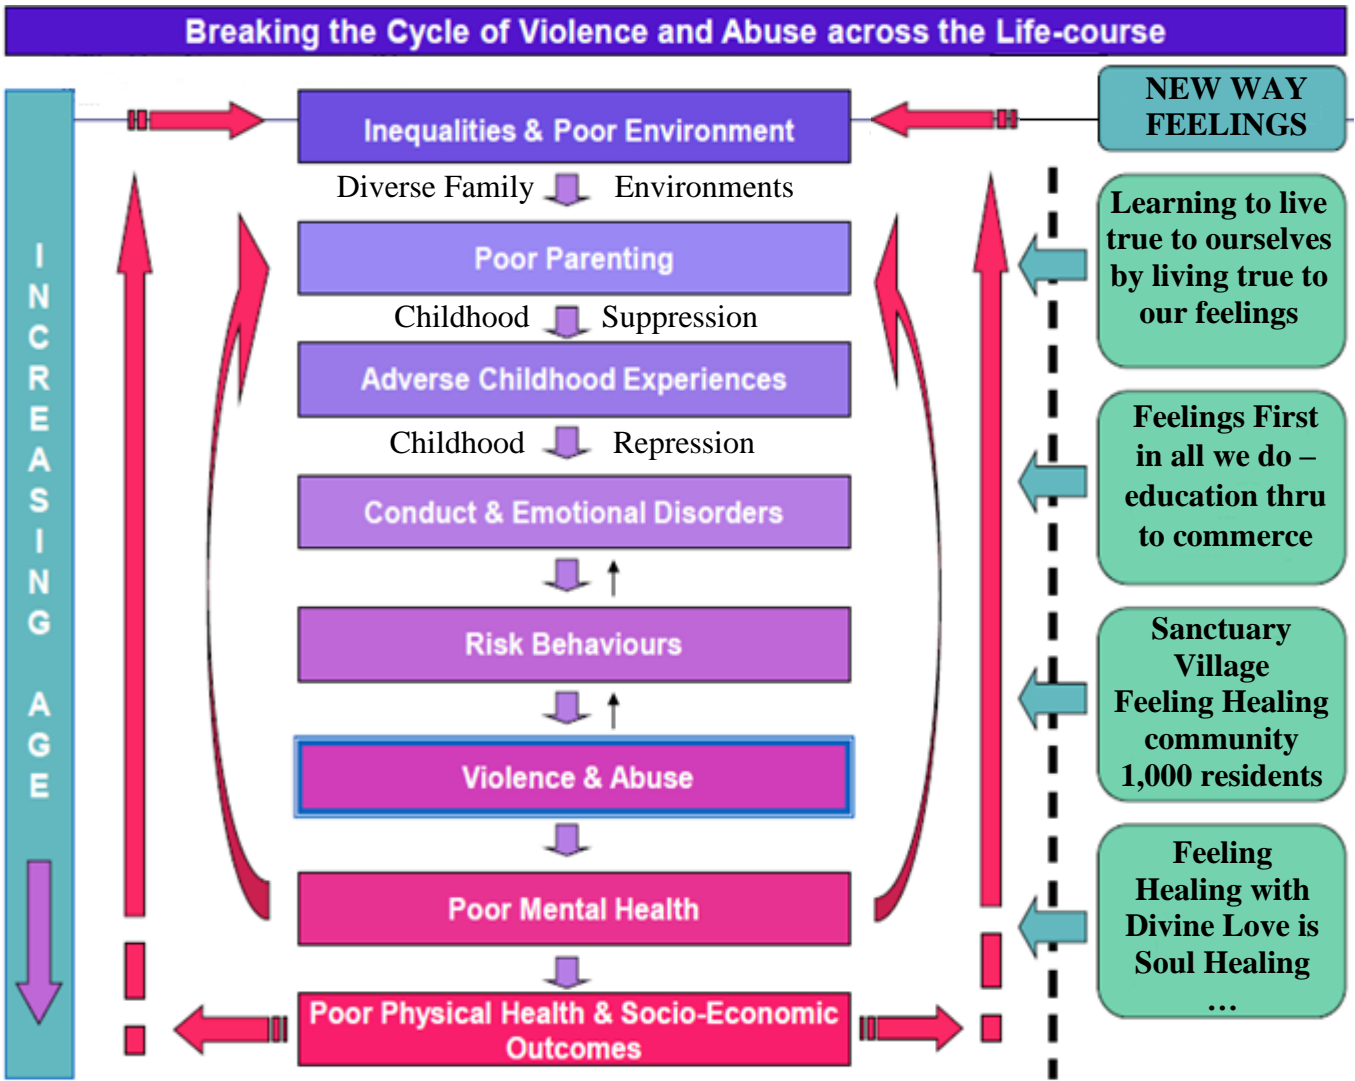 Breaking the Cycle of Violence and Abuse across the Life-course
INCREASING AGE
Inequalities & Poor Environment
Diverse Family Environments
Poor Parenting
Childhood Suppression
Adverse Childhood Experiences
Childhood Repression
Conduct & Emotional Disorders
Risk Behaviours
Violence & Abuse
Poor Mental Health
Poor Physical Health & Socio-Economic
Outcomes
NEW WAY
FEELINGS
Learning to live
true to ourselves
by living true to
our feelings
Feelings First
in all we do –
education thru
to commerce
Sanctuary
Village
Feeling Healing
community
1,000 residents
Feeling
Healing with
Divine Love is
Soul Healing
…